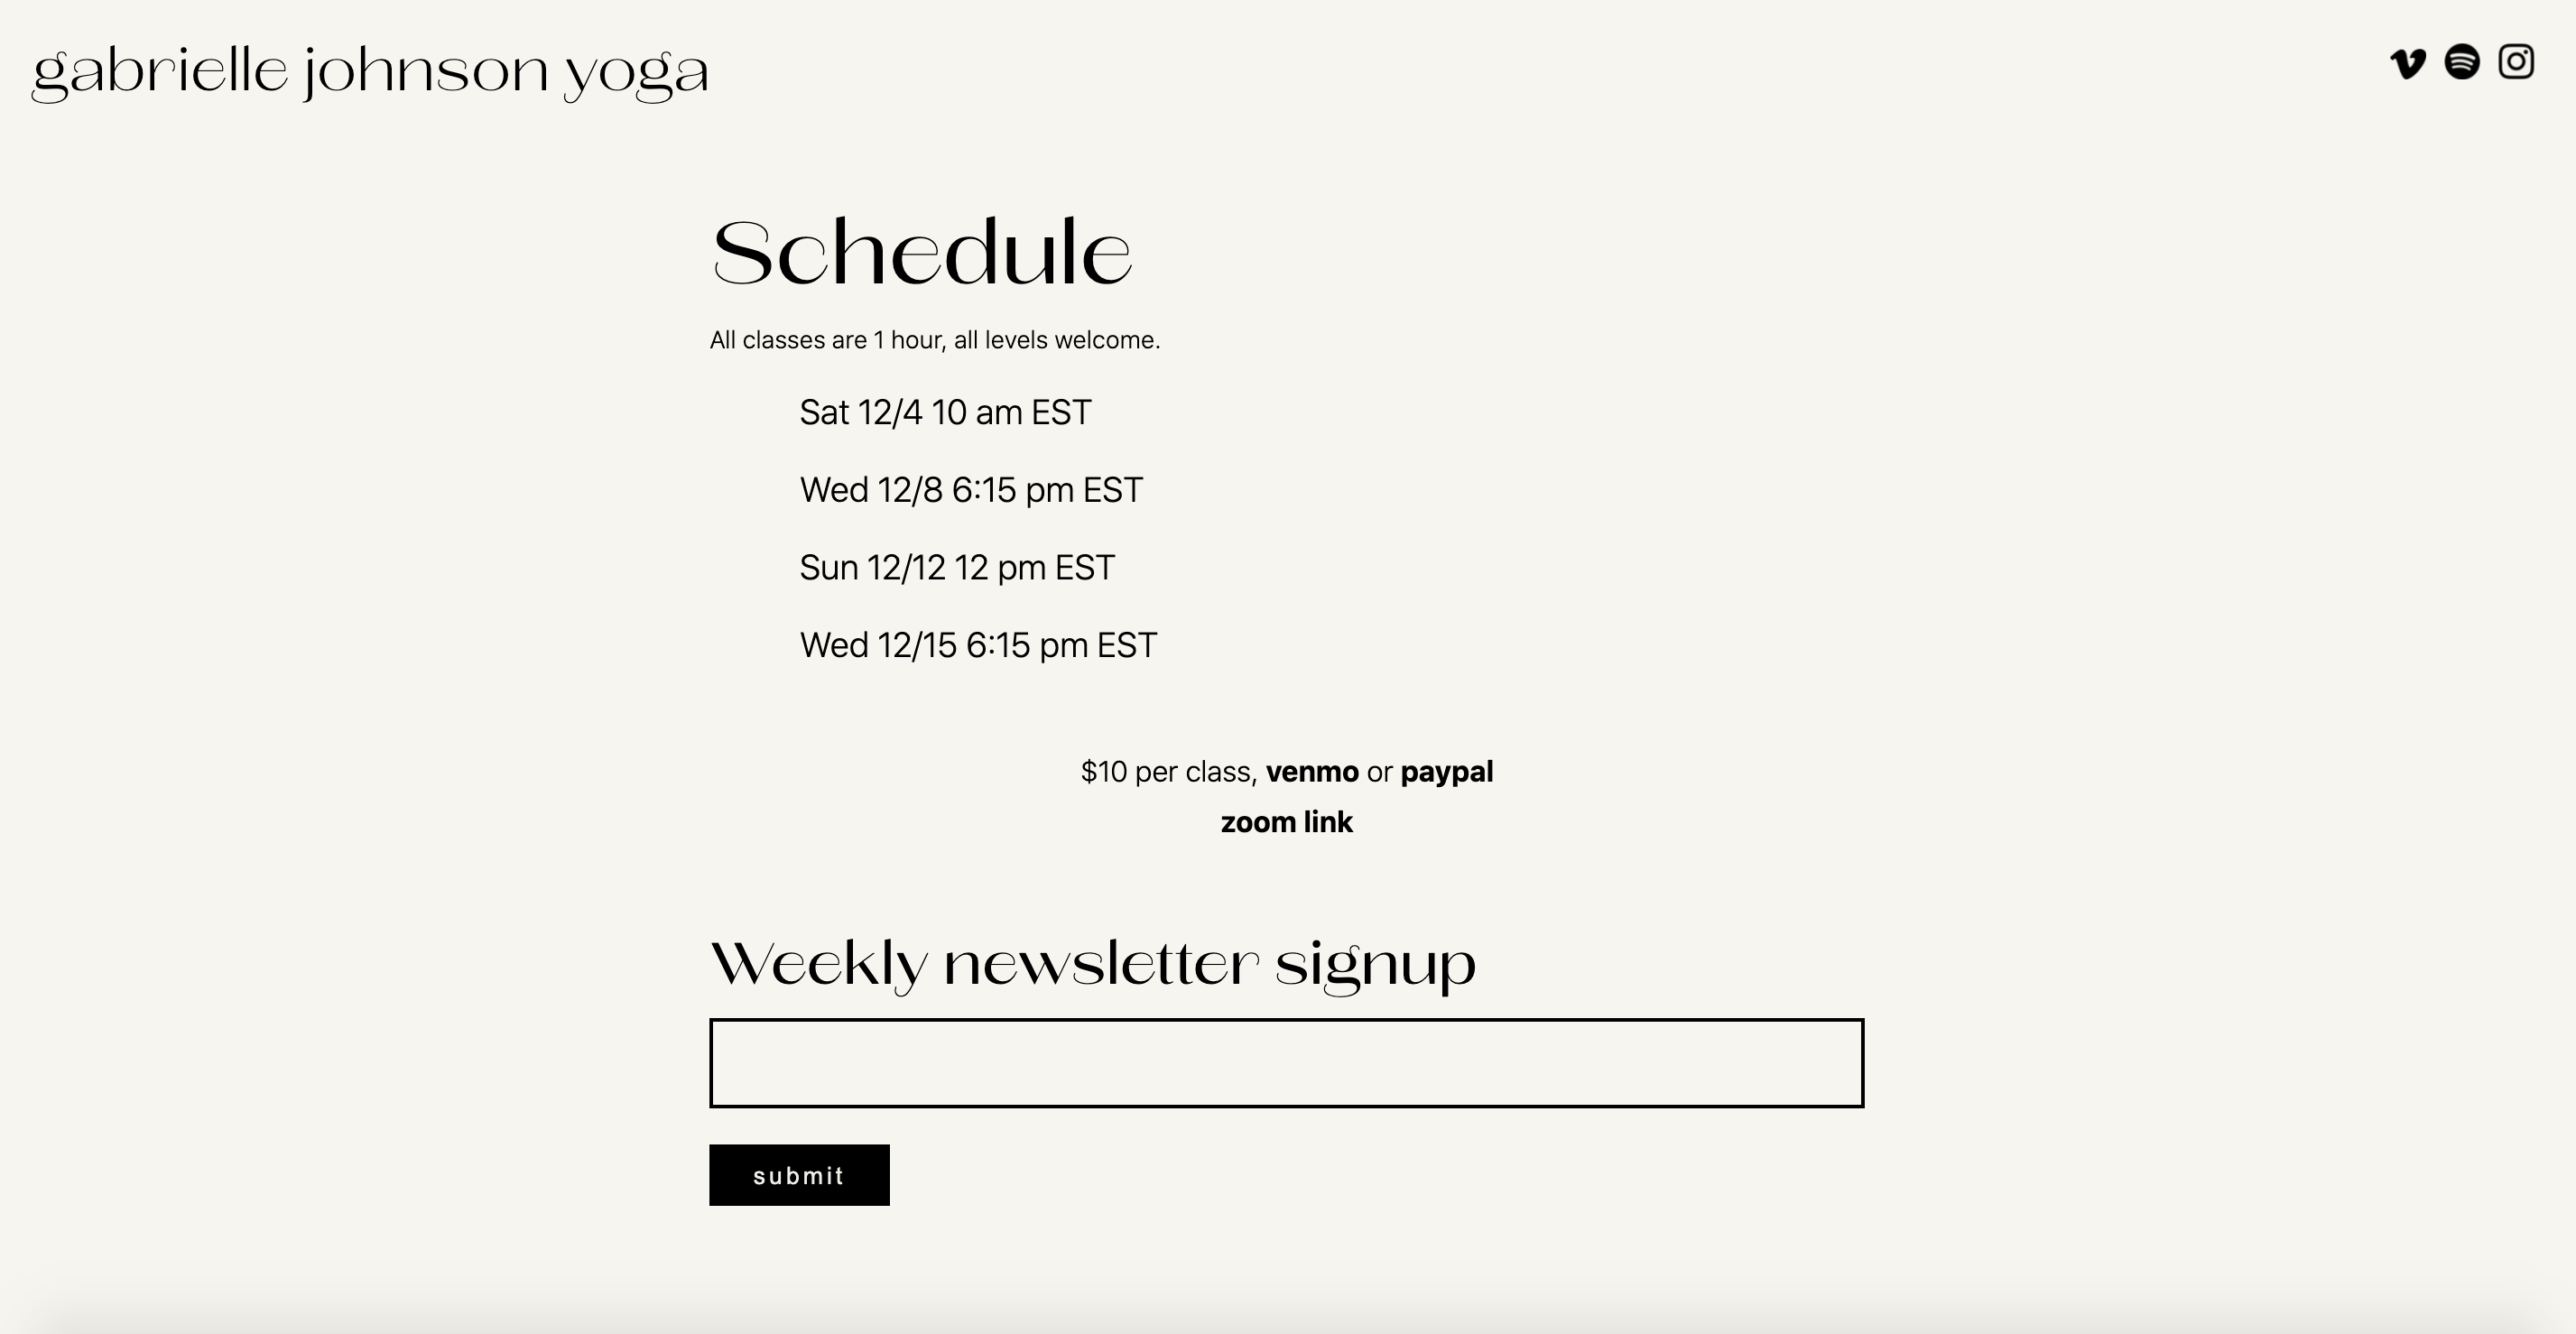 gabrielle johnson yoga
Schedule
All classes are 1 hour, all levels welcome.
Sat 12/4 10 am EST
Wed 12/8 6:15 pm EST
Sun 12/12 12 pm EST
Wed 12/15 6:15 pm EST
$10 per class, venmo or paypal
zoom link
Weekly newsletter signup
submit